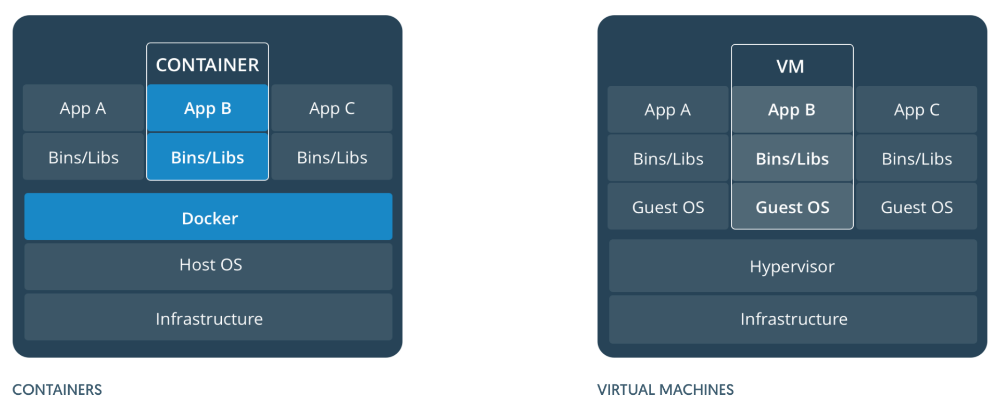 CONTAINER
App A App B App C
Bins/Libs Bins/Libs Bins/Libs
Docker
Host OS
Infrastructure
CONTAINERS
VM
App A App B App C
Bins/Libs Bins/Libs Bins/Libs
Guest OS Guest OS Guest OS
Hypervisor
Infrastructure
VIRTUAL MACHINES